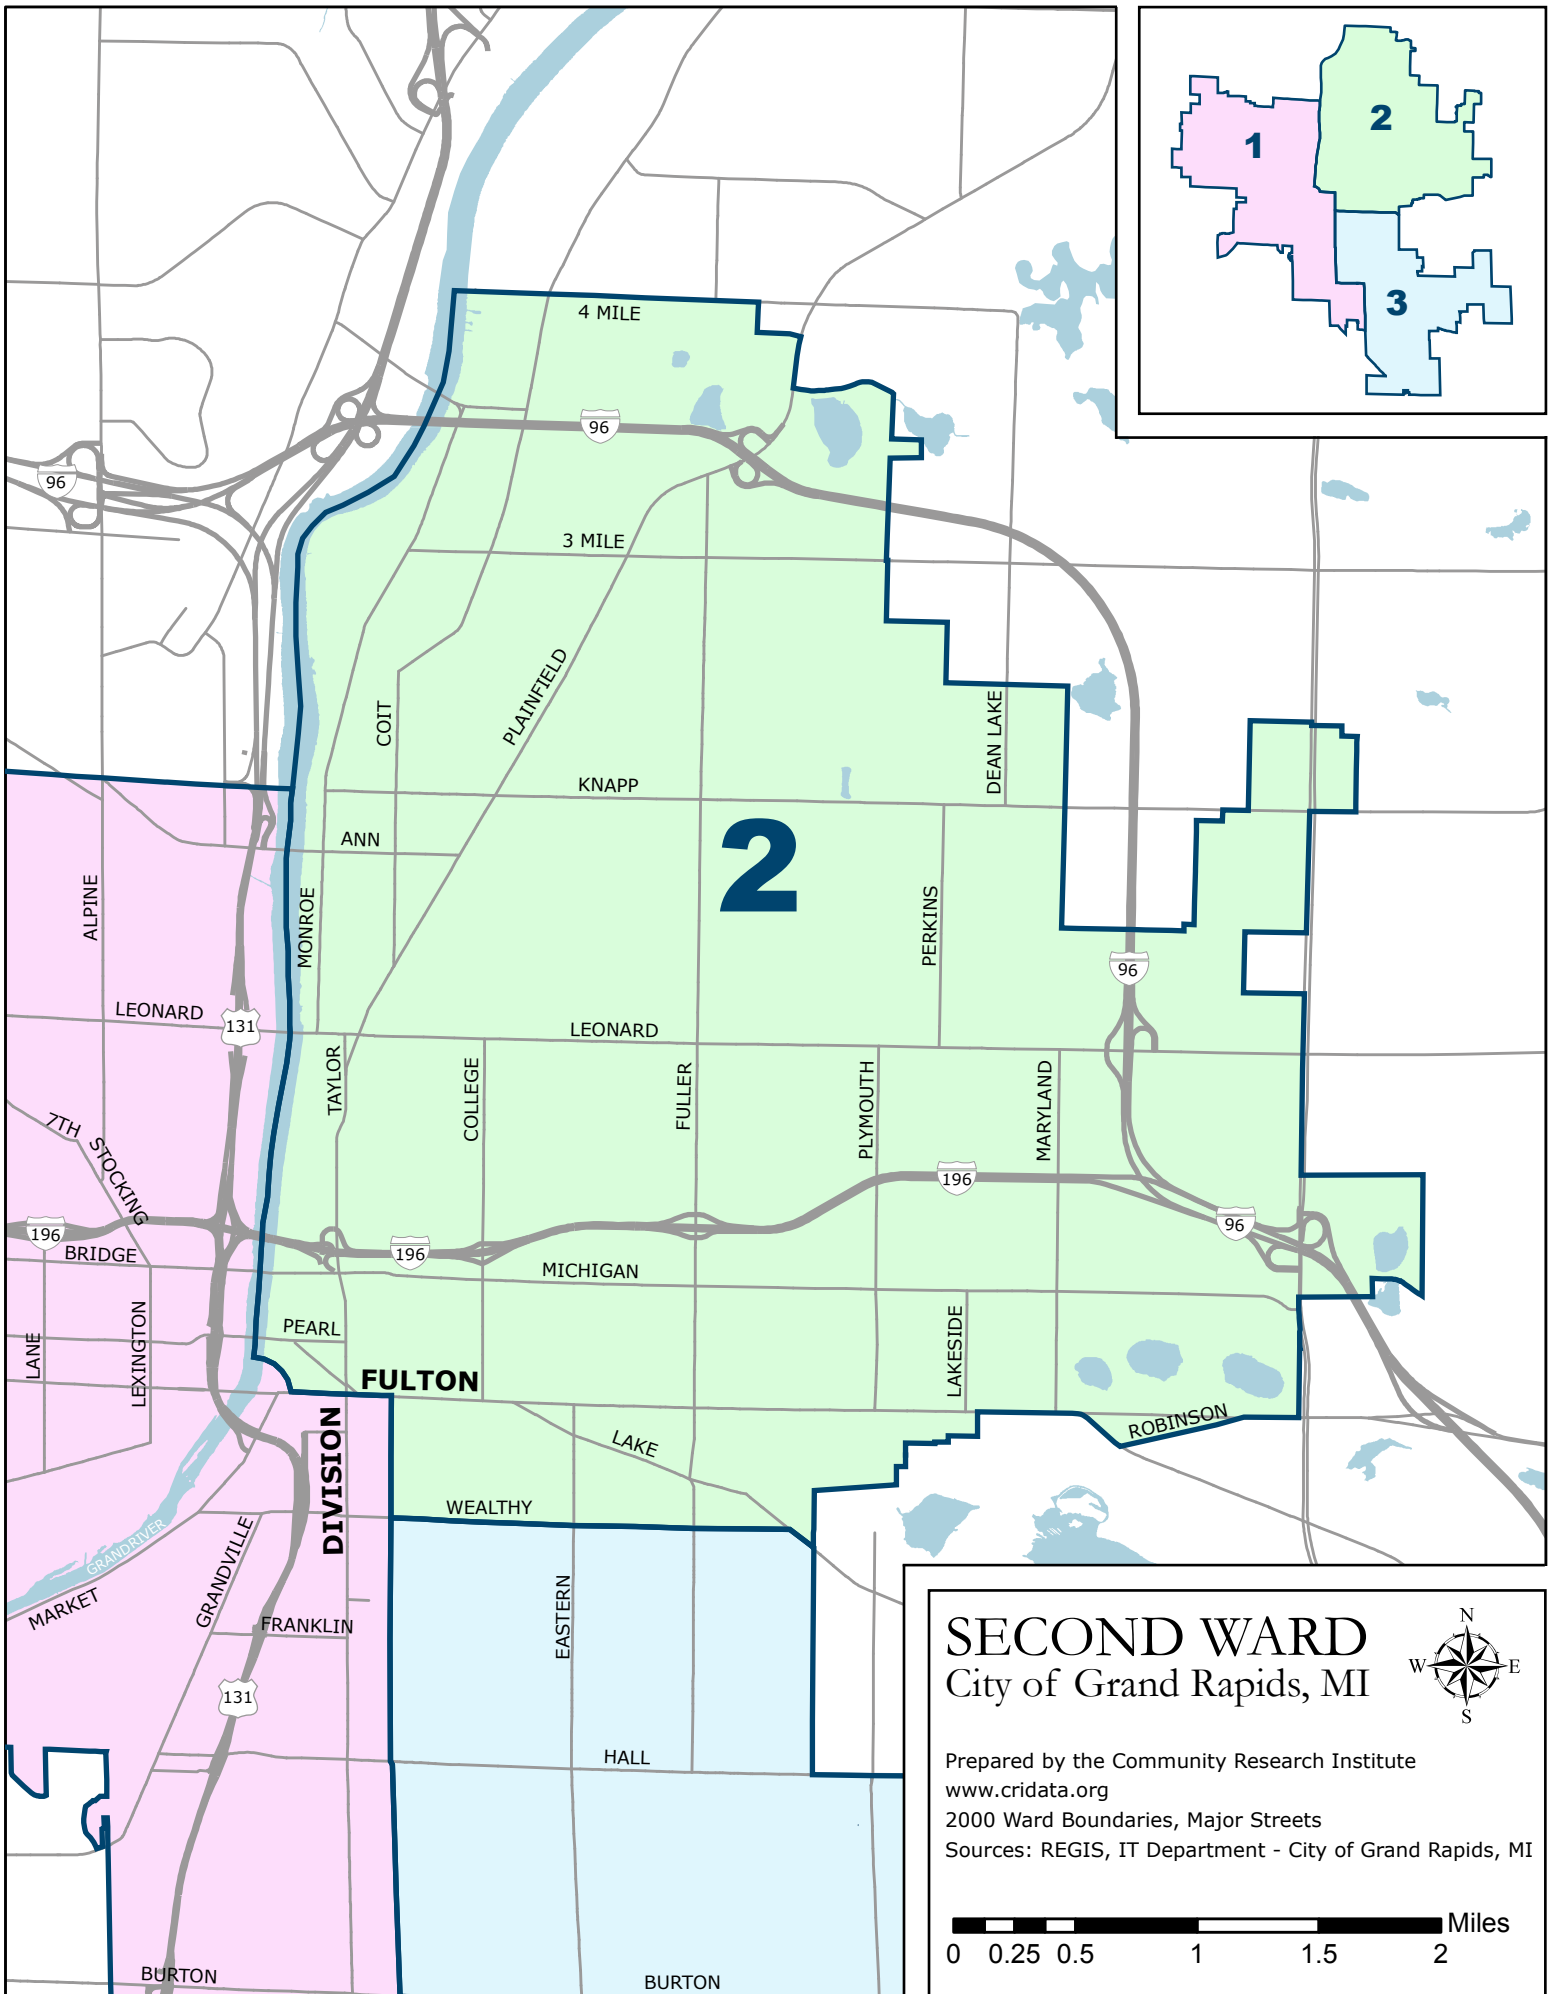 1
2
3
4 MILE
96
96
3 MILE
PLAINFIELD
COIT
DEAN LAKE
KNAPP
ANN
2
ALPINE
MONROE
PERKINS
96
LEONARD
131
LEONARD
TAYLOR
COLLEGE
FULLER
PLYMOUTH
MARYLAND
7TH
STOCKING
196
196
96
196
BRIDGE
MICHIGAN
PEARL
LANE
LEXINGTON
LAKESIDE
FULTON
DIVISION
LAKE
ROBINSON
WEALTHY
GRAND RIVER
MARKET
GRANDVILLE
EASTERN
FRANKLIN
131
HALL
BURTON
BURTON
SECOND WARD
City of Grand Rapids, MI
N
W E
S
Prepared by the Community Research Institute
www.cridata.org
2000 Ward Boundaries, Major Streets
Sources: REGIS, IT Department - City of Grand Rapids, MI
Miles
0 0.25 0.5 1 1.5 2